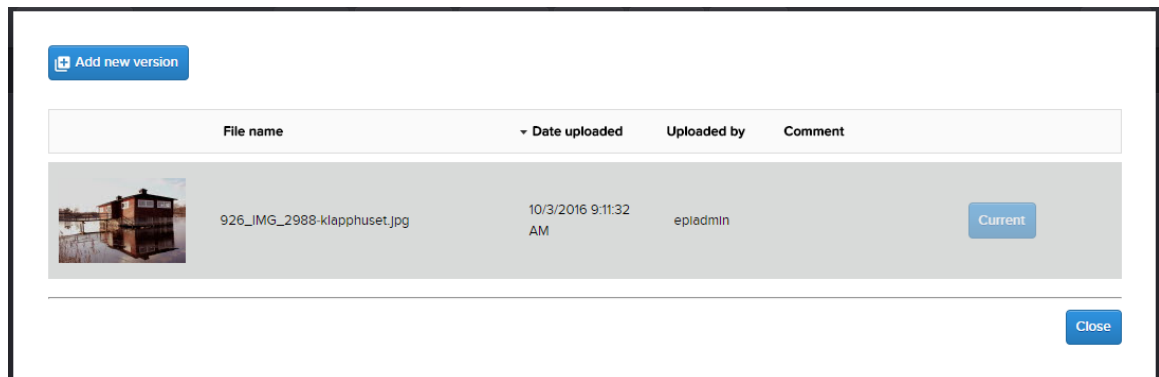 Add new version
File name Date uploaded Uploaded by Comment
926_IMG_2988-klapphuset.jpg 10/3/2016 9:11:32 AM epiadmin Current
Close